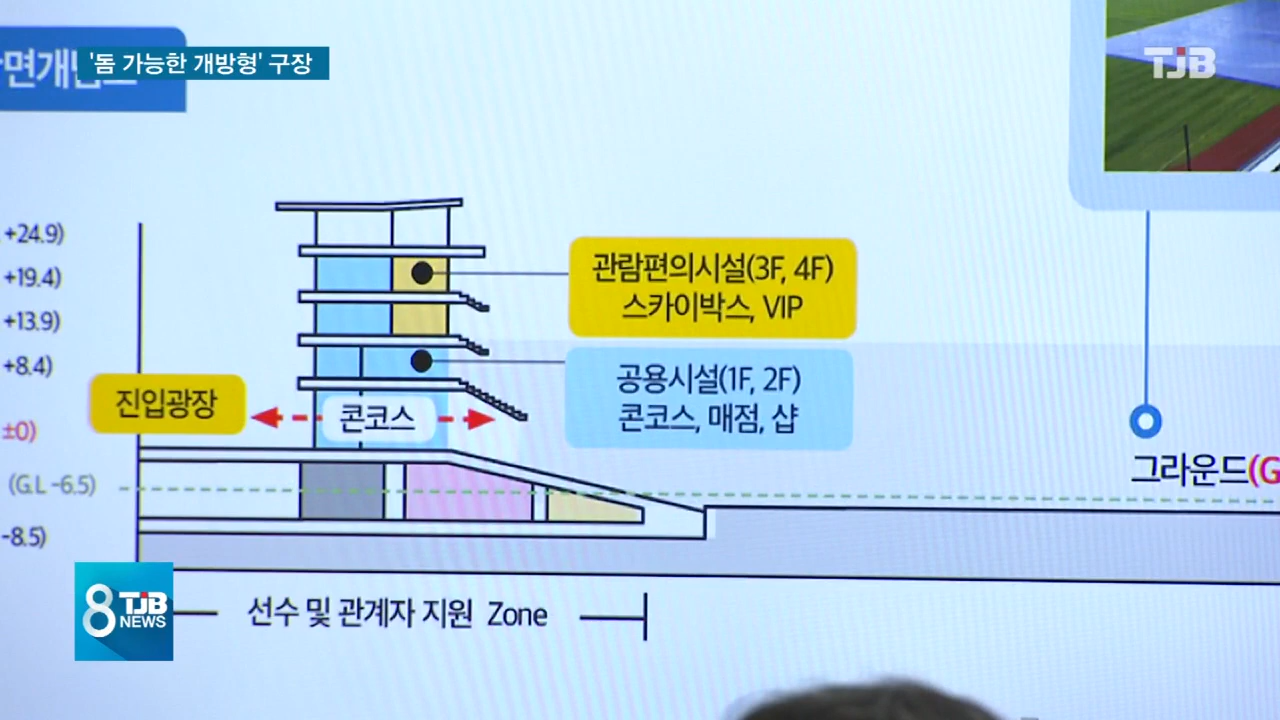 '돔 가능한 개방형' 구장
TJB
+24.9)
+19.4)
+13.9)
+8.4)
±0)
(G.L -6.5)
-8.5)
관람편의시설(3F, 4F)
스카이박스, VIP
공용시설(1F, 2F)
콘코스, 매점, 샵
진입광장
콘코스
그라운드(G
선수 및 관계자 지원 Zone
8 TJB
NEWS